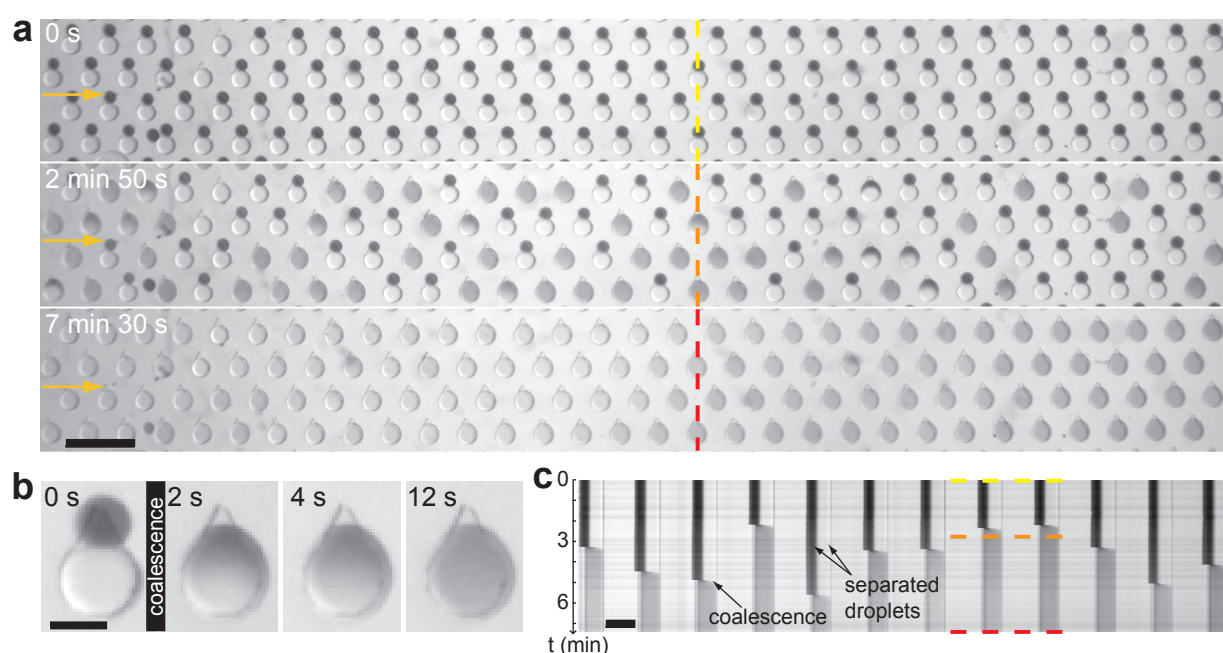 a
0 s
2 min 50 s
7 min 30 s
b
0 s
coalescence
2 s
4 s
12 s
c
0
3
6
t (min)
coalescence
separated
droplets